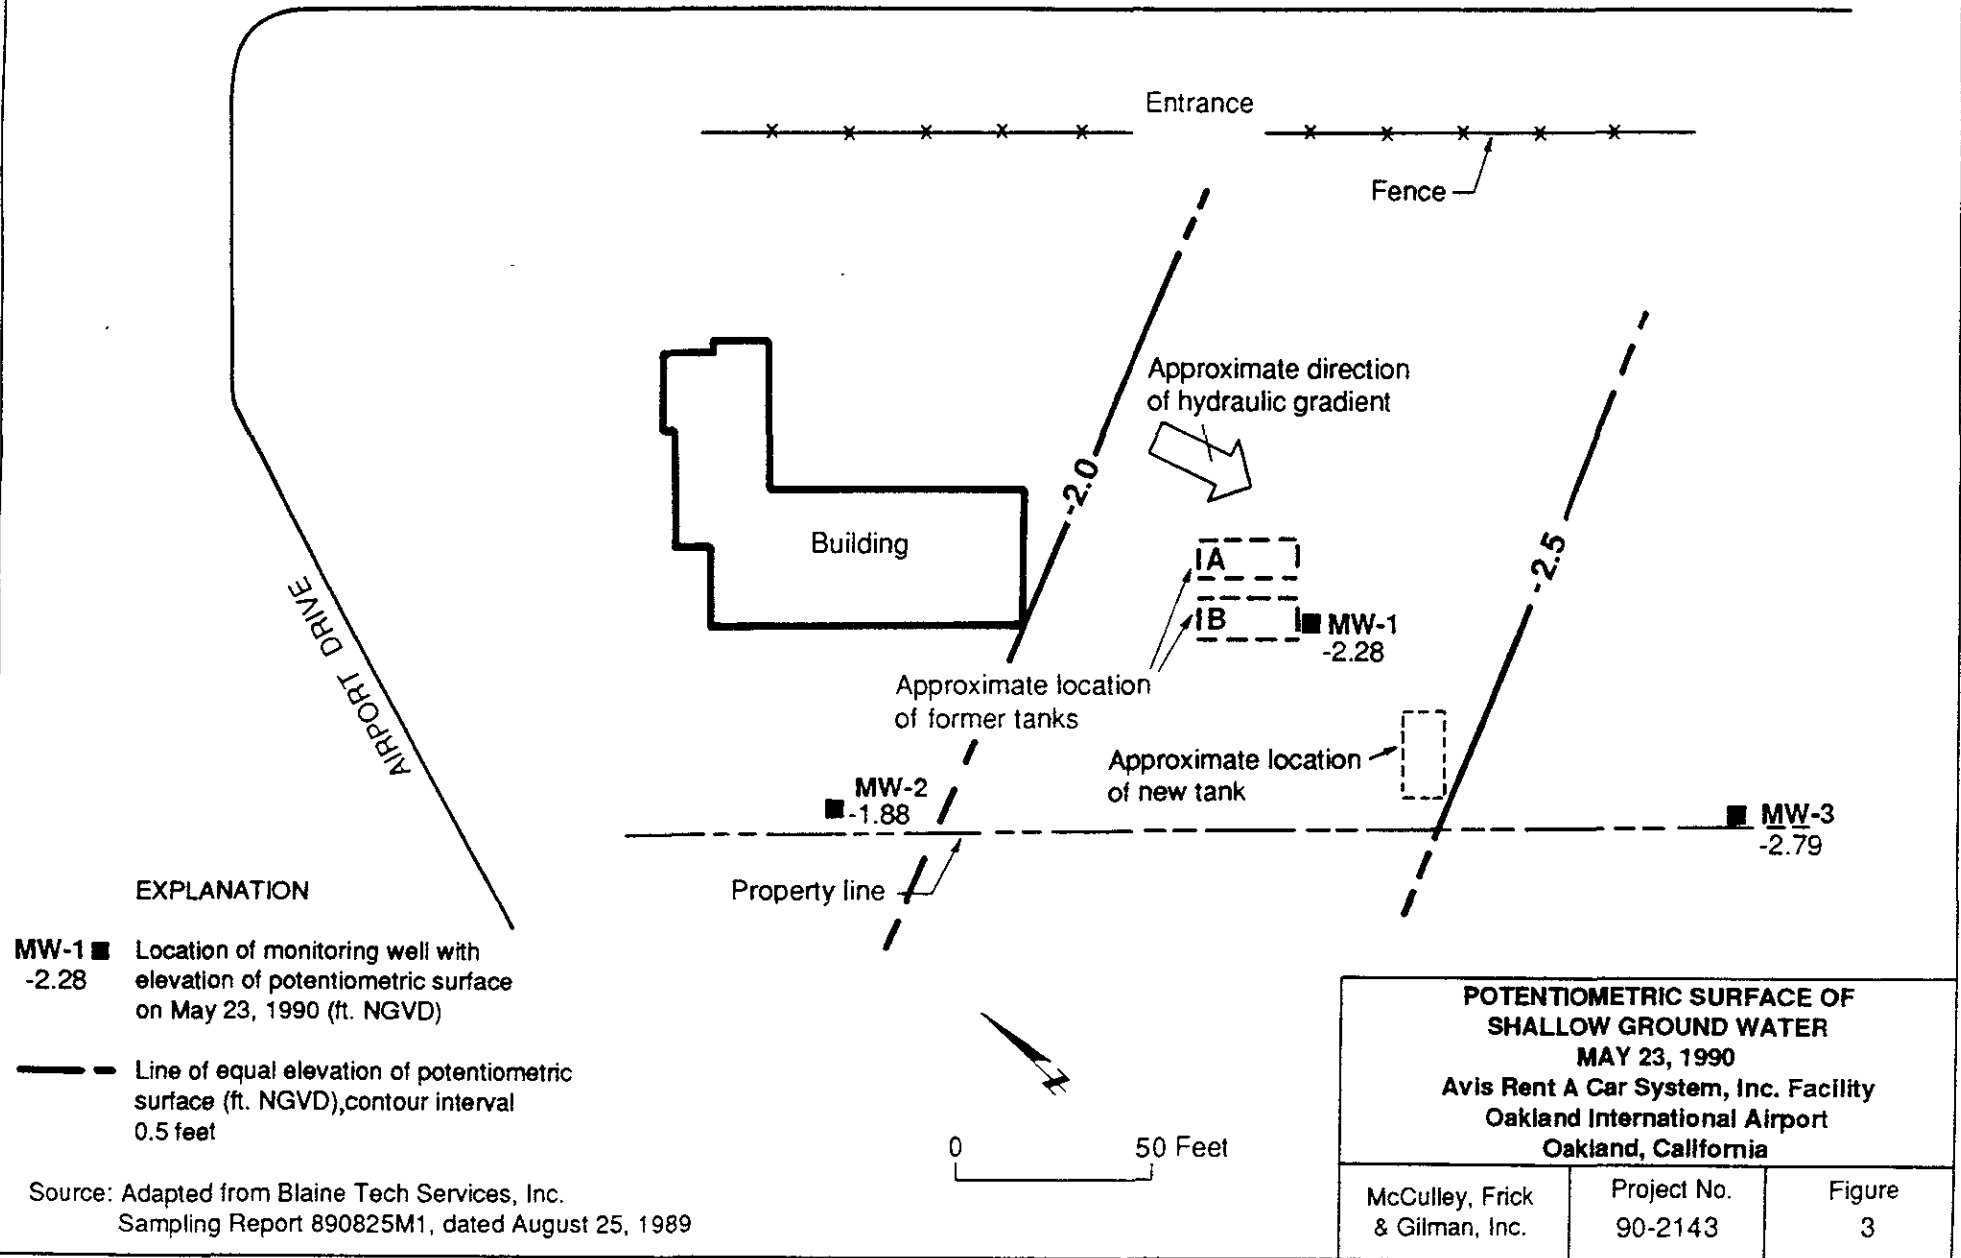 Entrance
Fence
Approximate direction
of hydraulic gradient
-2.0
-2.5
Building
A
B
MW-1
-2.28
Approximate location
of former tanks
Approximate location
of new tank
MW-2
-1.88
MW-3
-2.79
Property line
AIRPORT DRIVE
EXPLANATION
MW-1
-2.28
Location of monitoring well with
elevation of potentiometric surface
on May 23, 1990 (ft. NGVD)
Line of equal elevation of potentiometric
surface (ft. NGVD),contour interval
0.5 feet
N
0 50 Feet
Source: Adapted from Blaine Tech Services, Inc.
Sampling Report 890825M1, dated August 25, 1989
POTENTIOMETRIC SURFACE OF
SHALLOW GROUND WATER
MAY 23, 1990
Avis Rent A Car System, Inc. Facility
Oakland International Airport
Oakland, California
McCulley, Frick
& Gilman, Inc.
Project No.
90-2143
Figure
3